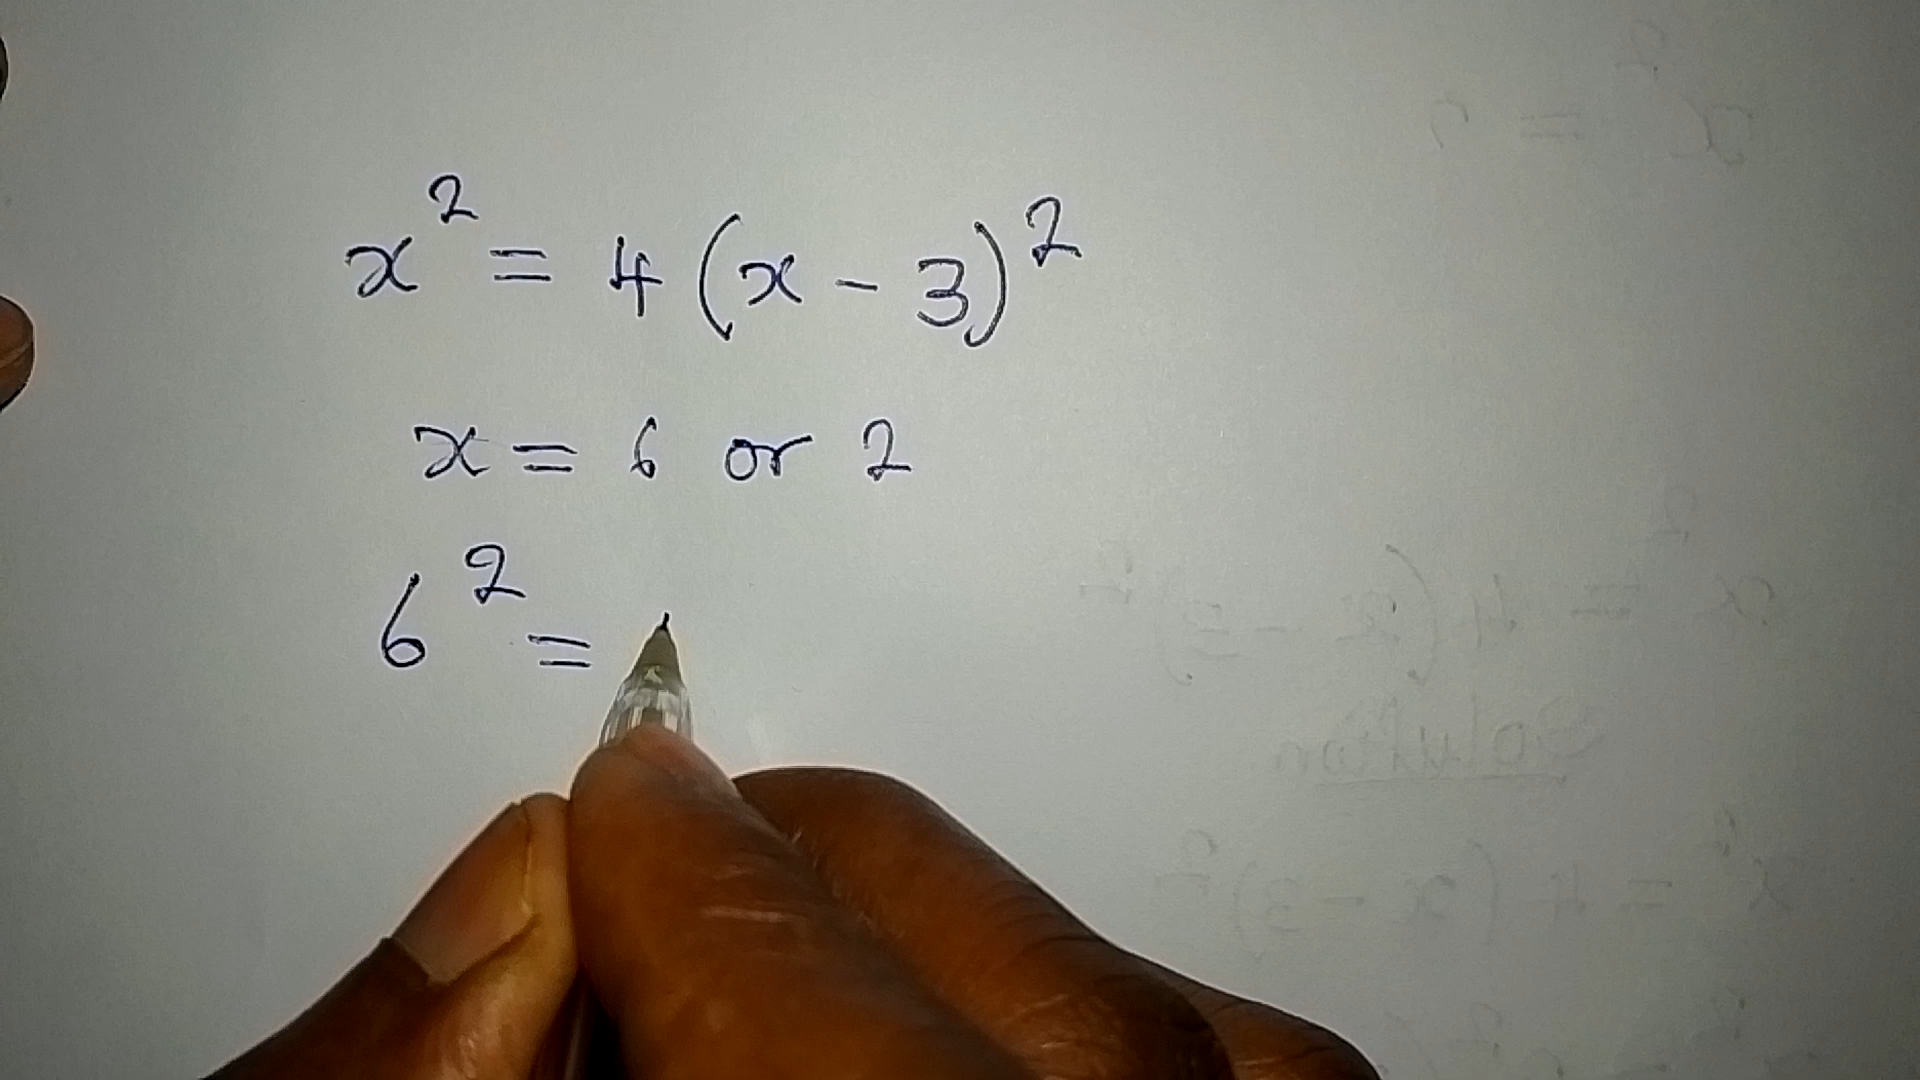 x² = 4(x - 3)²
x = 6 or 2
6² =